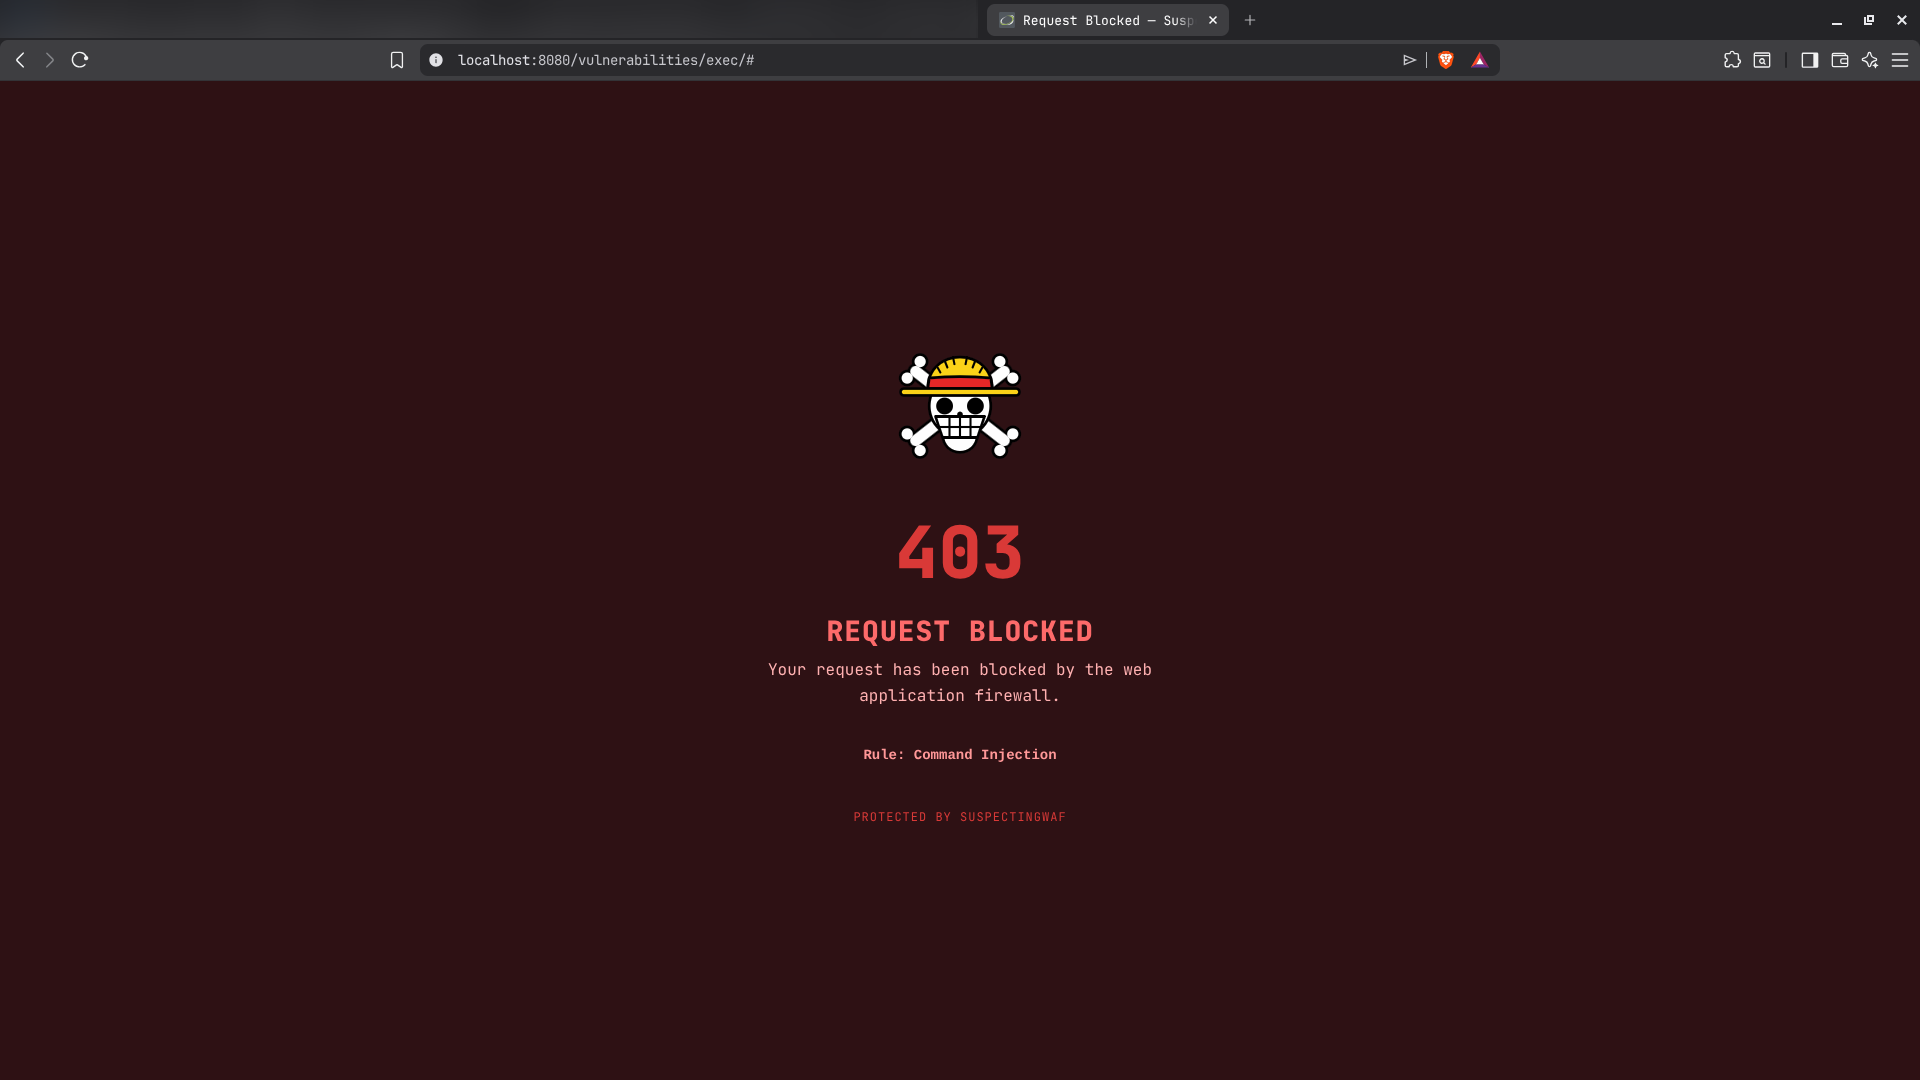 Request Blocked — Susp
localhost:8080/vulnerabilities/exec/#
403
REQUEST BLOCKED
Your request has been blocked by the web
application firewall.
Rule: Command Injection
PROTECTED BY SUSPECTINGWAF